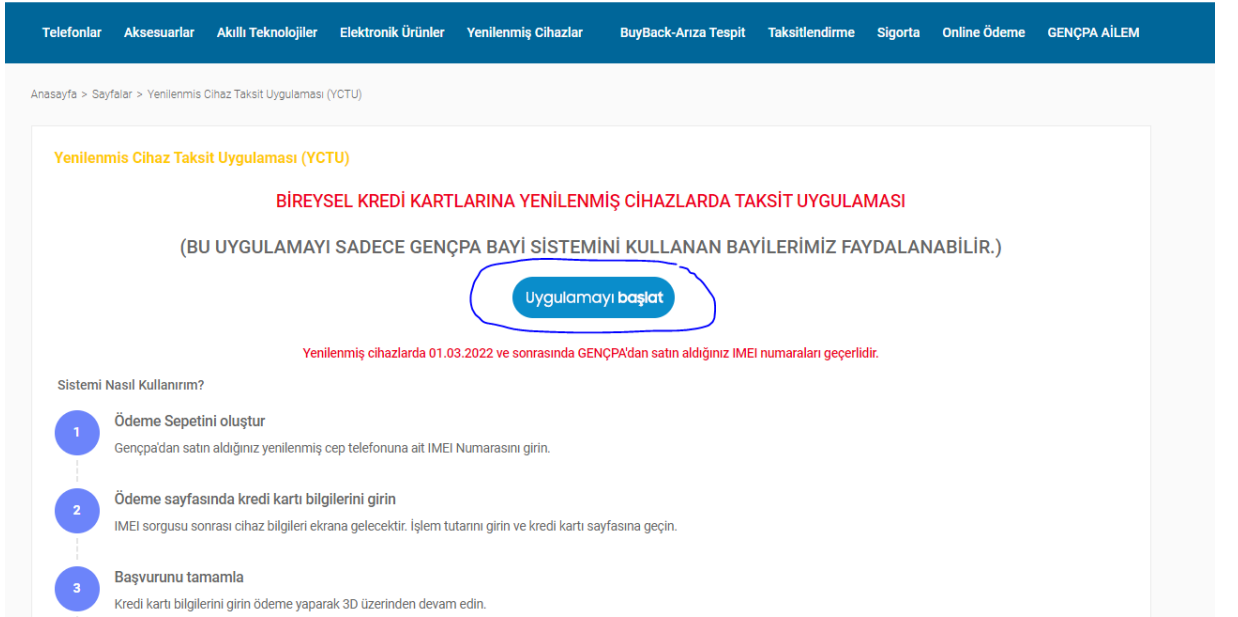 Telefonlar Aksesuarlar Akıllı Teknolojiler Elektronik Ürünler Yenilenmiş Cihazlar BuyBack-Arıza Tespit Taksitlendirme Sigorta Online Ödeme GENÇPA AİLEM
Anasayfa > Sayfalar > Yenilenmis Cihaz Taksit Uygulaması (YCTU)
Yenilenmis Cihaz Taksit Uygulaması (YCTU)
BİREYSEL KREDİ KARTLARINA YENİLENMİŞ CİHAZLARDA TAKSİT UYGULAMASI
(BU UYGULAMAYI SADECE GENÇPA BAYİ SİSTEMİNİ KULLANAN BAYİLERİMİZ FAYDALANABİLİR.)
Uygulamayı başlat
Yenilenmiş cihazlarda 01.03.2022 ve sonrasında GENÇPA'dan satın aldığınız IMEI numaraları geçerlidir.
Sistemi Nasıl Kullanırım?
1
Ödeme Sepetini oluştur
Gençpa'dan satın aldığınız yenilenmiş cep telefonuna ait IMEI Numarasını girin.
2
Ödeme sayfasında kredi kartı bilgilerini girin
IMEI sorgusu sonrası cihaz bilgileri ekrana gelecektir. İşlem tutarını girin ve kredi kartı sayfasına geçin.
3
Başvurunu tamamla
Kredi kartı bilgilerini girin ödeme yaparak 3D üzerinden devam edin.